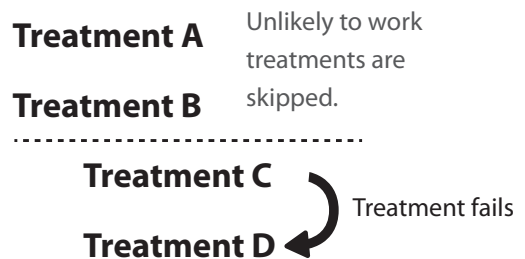 Treatment A
Unlikely to work
treatments are
skipped.
Treatment B
Treatment C
Treatment fails
Treatment D